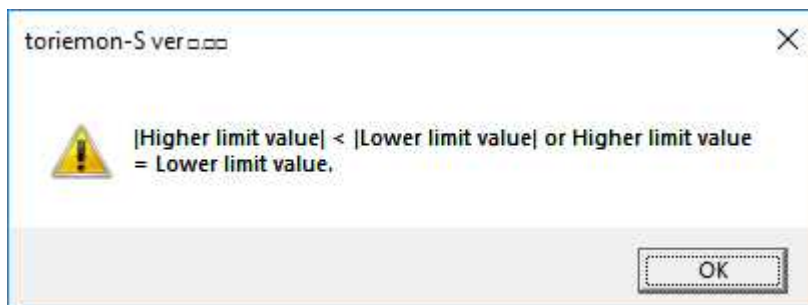 toriemon-S ver□.□□
|Higher limit value| < |Lower limit value| or Higher limit value
= Lower limit value.
OK